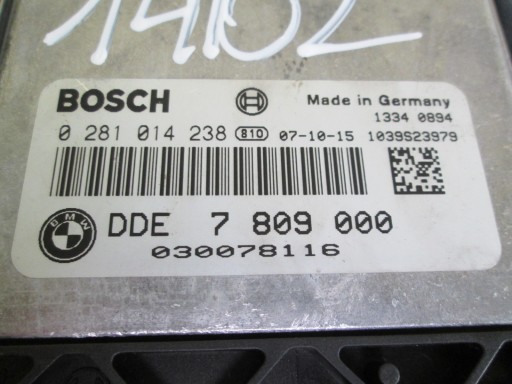 14102
BOSCH
Made in Germany
1334 0894
0 281 014 238 810 07-10-15 1039S23979
BMW DDE 7 809 000
030078116